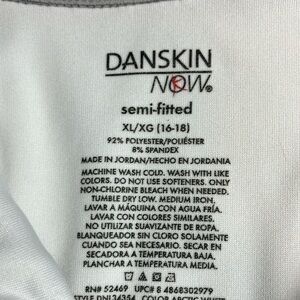 DANSKIN
NOW®
semi-fitted
XL/XG (16-18)
92% POLYESTER/POLIÉSTER
8% SPANDEX
MADE IN JORDAN/HECHO EN JORDANIA
MACHINE WASH COLD. WASH WITH LIKE
COLORS. DO NOT USE SOFTENERS. ONLY
NON-CHLORINE BLEACH WHEN NEEDED.
TUMBLE DRY LOW. MEDIUM IRON.
LAVAR A MÁQUINA CON AGUA FRÍA.
LAVAR CON COLORES SIMILARES.
NO UTILIZAR SUAVIZANTE DE ROPA.
BLANQUEADOR SIN CLORO SOLAMENTE
CUANDO SEA NECESARIO. SECAR EN
SECADORA A TEMPERATURA BAJA.
PLANCHAR A TEMPERATURA MEDIA.
RN# 52469 UPC# 8 4868302979
STYLE DNJ34354 COLOR ARCTIC WHITE